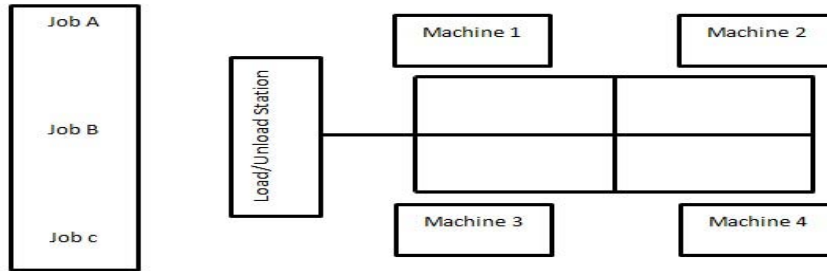 Job A
Job B
Job c
Load/Unload Station
Machine 1
Machine 2
Machine 3
Machine 4